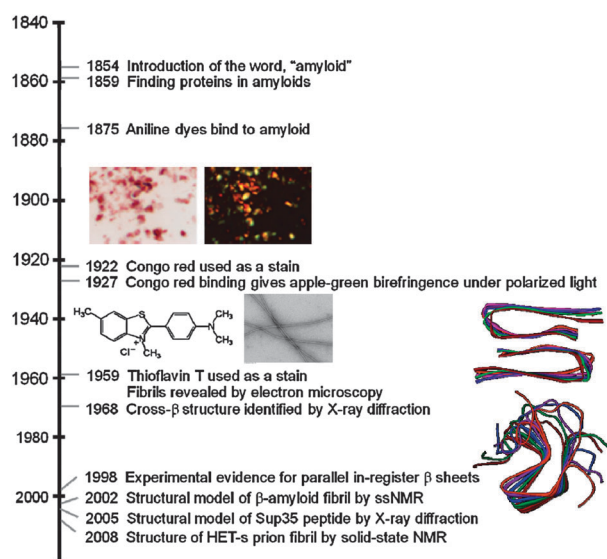 1840
1854 Introduction of the word, "amyloid"
1860
1859 Finding proteins in amyloids
1875 Aniline dyes bind to amyloid
1880
1900
1920
1922 Congo red used as a stain
1927 Congo red binding gives apple-green birefringence under polarized light
1940
H₃C
S
N
+
CH₃
Cl⁻
N
CH₃
CH₃
1960
1959 Thioflavin T used as a stain
Fibrils revealed by electron microscopy
1968 Cross-β structure identified by X-ray diffraction
1980
1998 Experimental evidence for parallel in-register β sheets
2000
2002 Structural model of β-amyloid fibril by ssNMR
2005 Structural model of Sup35 peptide by X-ray diffraction
2008 Structure of HET-s prion fibril by solid-state NMR